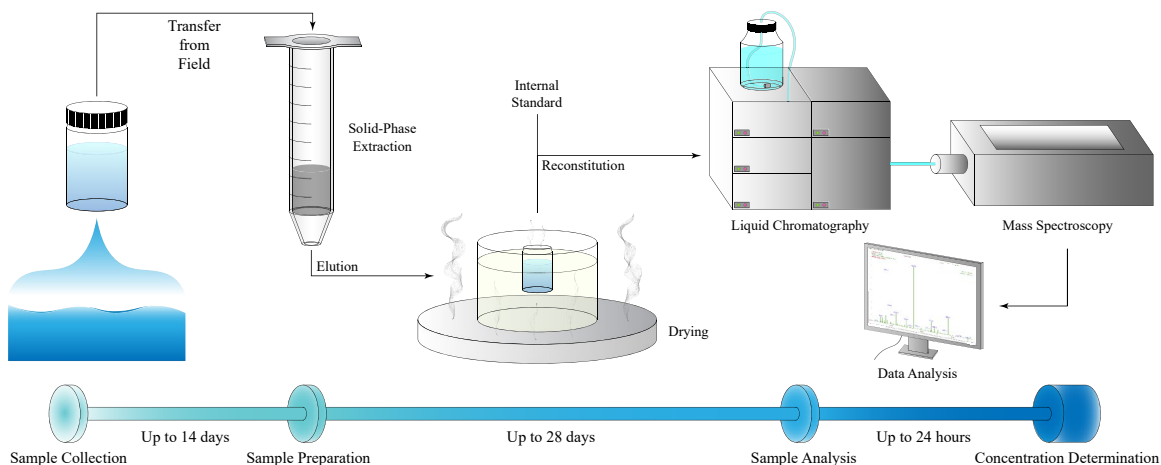 Transfer
from
Field
Solid-Phase
Extraction
Elution
Internal
Standard
Reconstitution
Drying
Liquid Chromatography
Mass Spectroscopy
Data Analysis
Up to 14 days
Up to 28 days
Up to 24 hours
Sample Collection
Sample Preparation
Sample Analysis
Concentration Determination